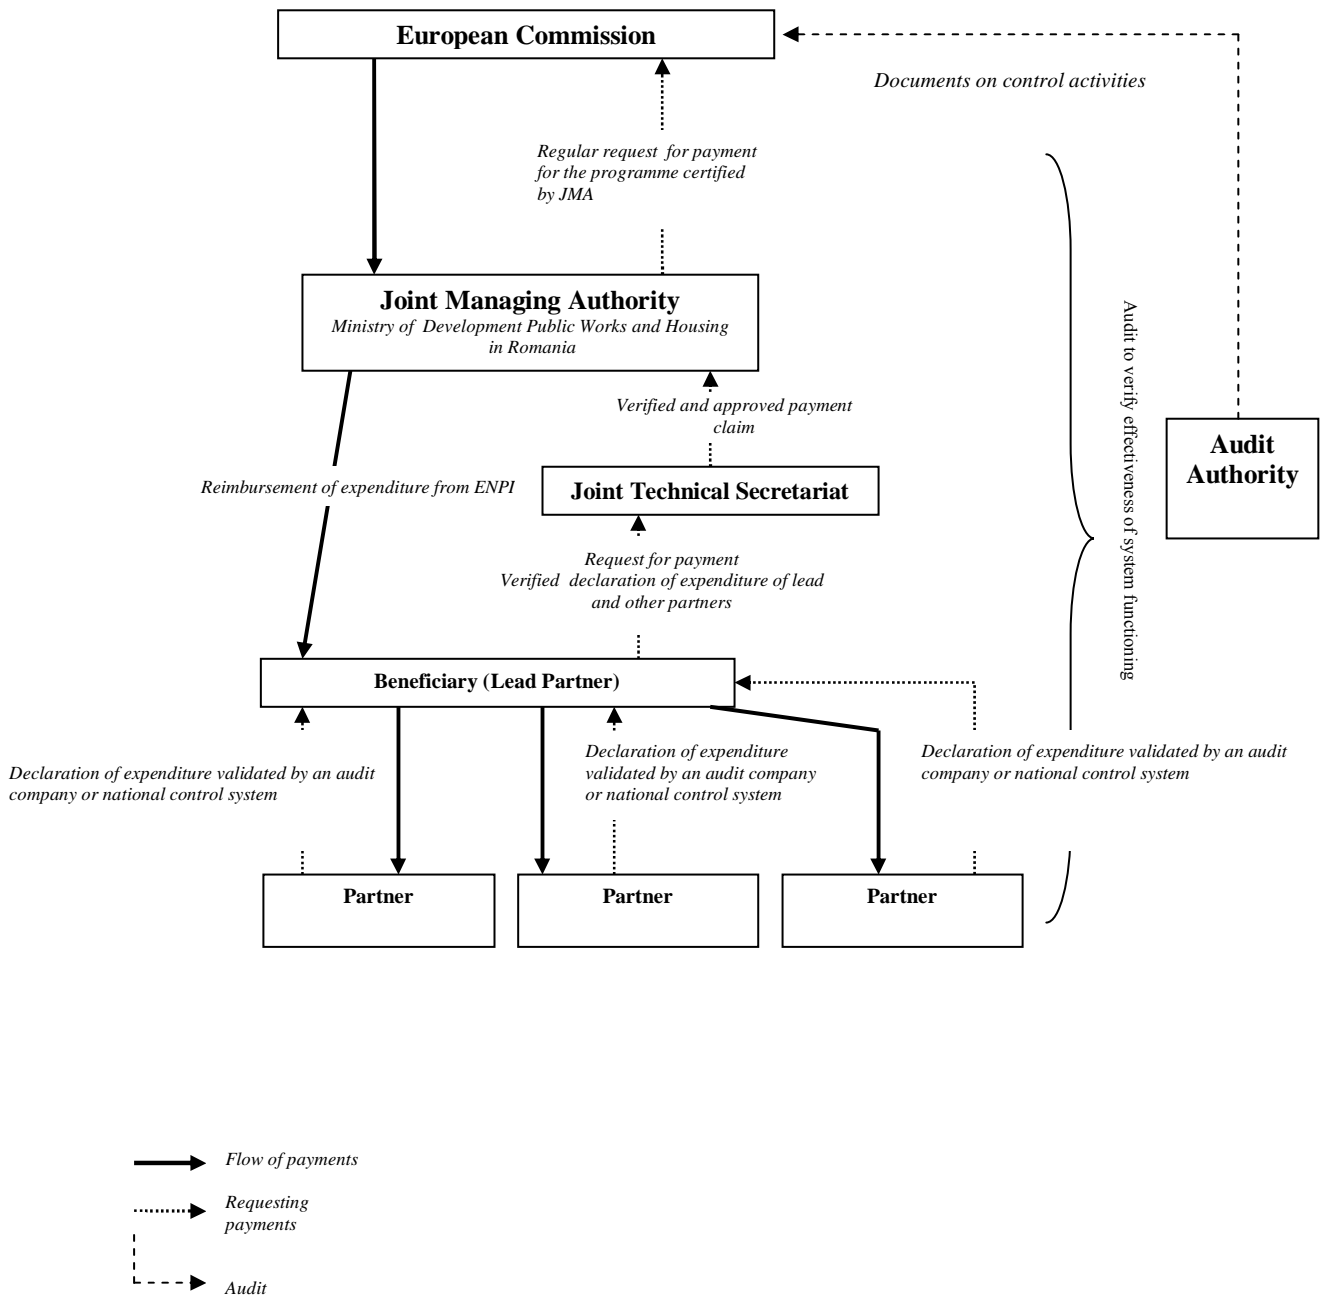 European Commission
Documents on control activities
Regular request  for payment
for the programme certified
by JMA
Joint Managing Authority
Ministry of  Development Public Works and Housing
in Romania
Audit to verify effectiveness of system functioning
Verified and approved payment
claim
Audit
Authority
Reimbursement of expenditure from ENPI
Joint Technical Secretariat
Request for payment
Verified  declaration of expenditure of lead
and other partners
Beneficiary (Lead Partner)
Declaration of expenditure validated by an audit
company or national control system
Declaration of expenditure
validated by an audit company
or national control system
Declaration of expenditure validated by an audit
company or national control system
Partner
Partner
Partner
Flow of payments
Requesting
payments
Audit